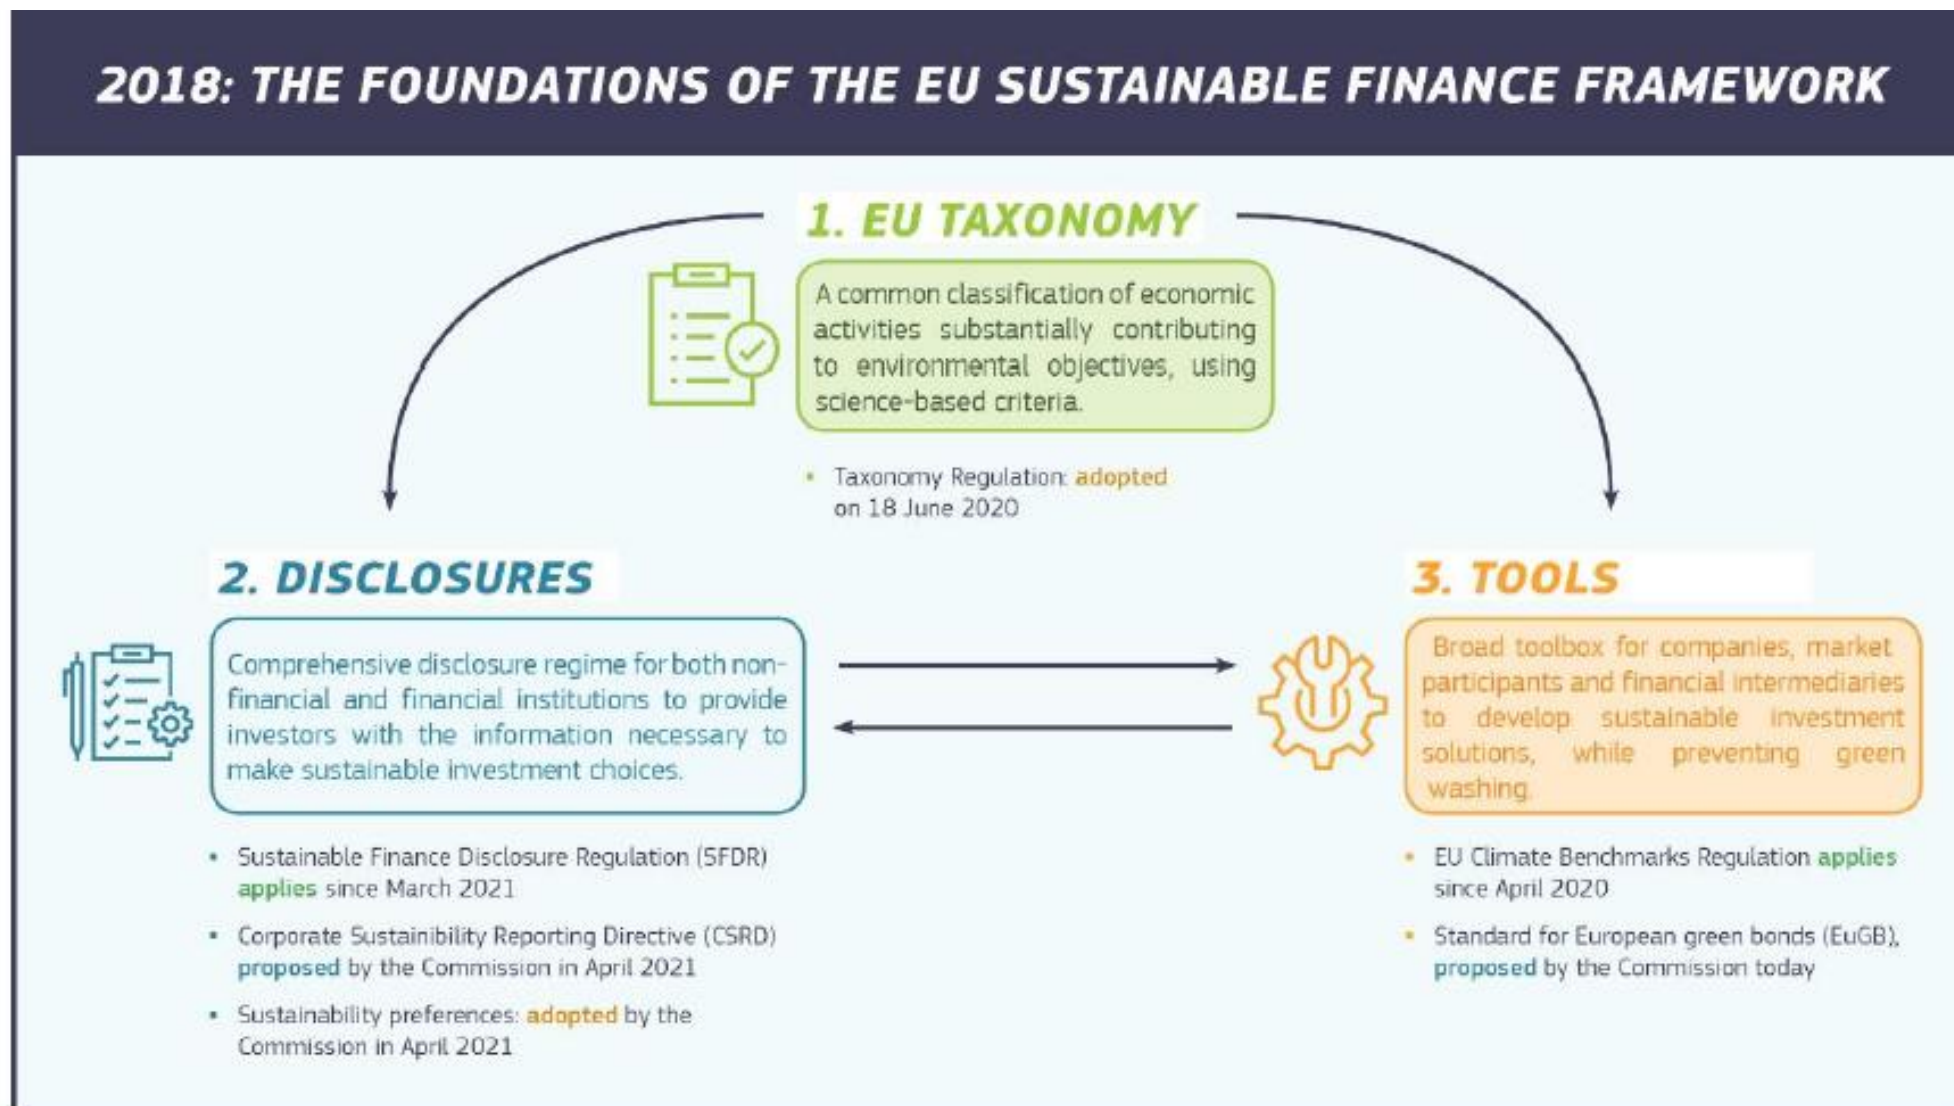 2018: THE FOUNDATIONS OF THE EU SUSTAINABLE FINANCE FRAMEWORK
1. EU TAXONOMY
A common classification of economic
activities substantially contributing
to environmental objectives, using
science-based criteria.
• Taxonomy Regulation: adopted
on 18 June 2020
2. DISCLOSURES
Comprehensive disclosure regime for both non-
financial and financial institutions to provide
investors with the information necessary to
make sustainable investment choices.
• Sustainable Finance Disclosure Regulation (SFDR)
applies since March 2021
• Corporate Sustainibility Reporting Directive (CSRD)
proposed by the Commission in April 2021
• Sustainability preferences: adopted by the
Commission in April 2021
3. TOOLS
Broad toolbox for companies, market
participants and financial intermediaries
to develop sustainable investment
solutions, while preventing green
washing.
• EU Climate Benchmarks Regulation applies
since April 2020
• Standard for European green bonds (EuGB),
proposed by the Commission today